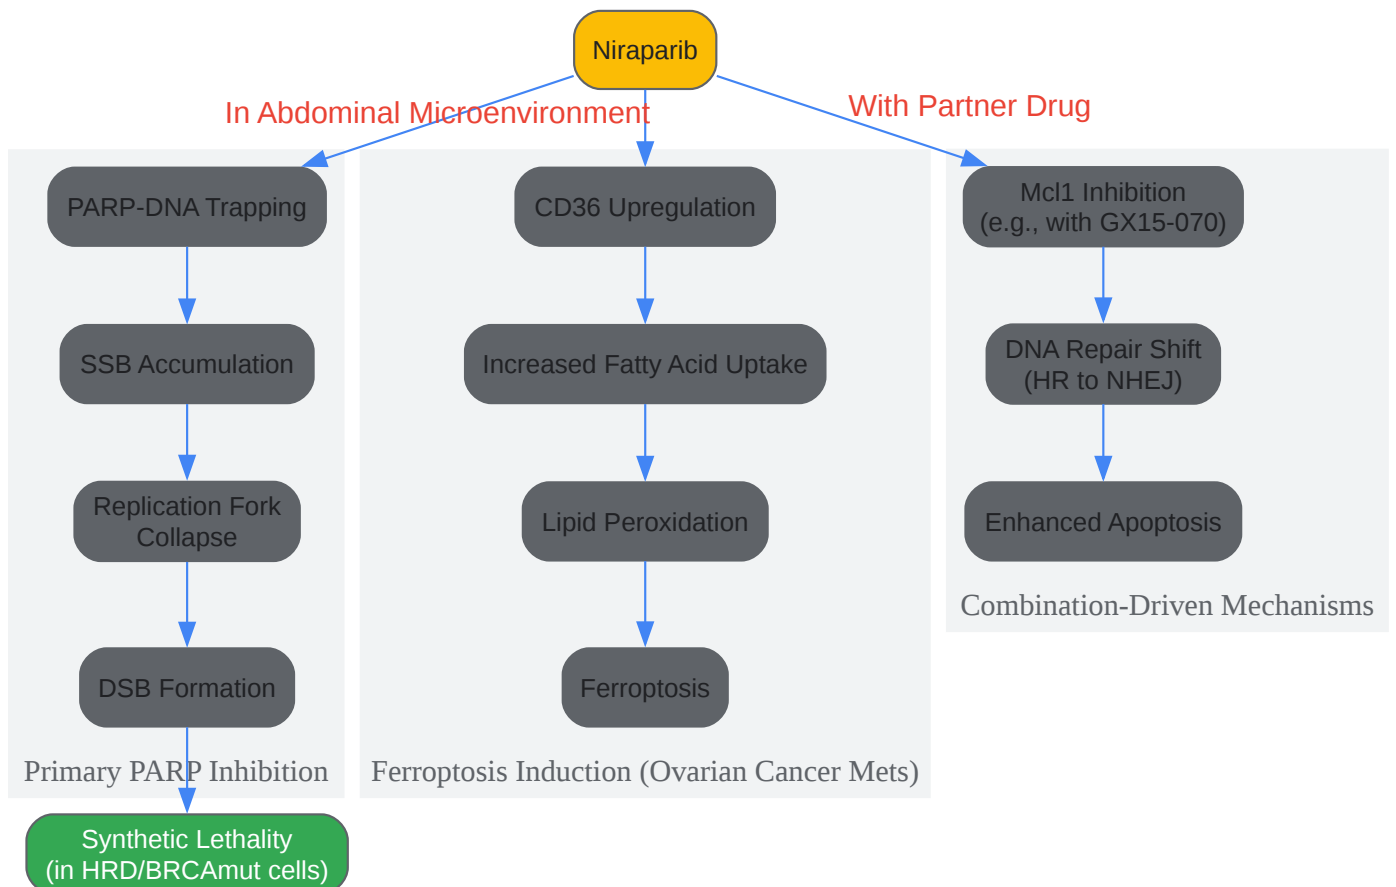 Niraparib
In Abdominal Microenvironment
With Partner Drug
PARP-DNA Trapping
SSB Accumulation
Replication Fork
Collapse
DSB Formation
Primary PARP Inhibition
Synthetic Lethality
(in HRD/BRCAmut cells)
CD36 Upregulation
Increased Fatty Acid Uptake
Lipid Peroxidation
Ferroptosis
Ferroptosis Induction (Ovarian Cancer Mets)
Mcl1 Inhibition
(e.g., with GX15-070)
DNA Repair Shift
(HR to NHEJ)
Enhanced Apoptosis
Combination-Driven Mechanisms